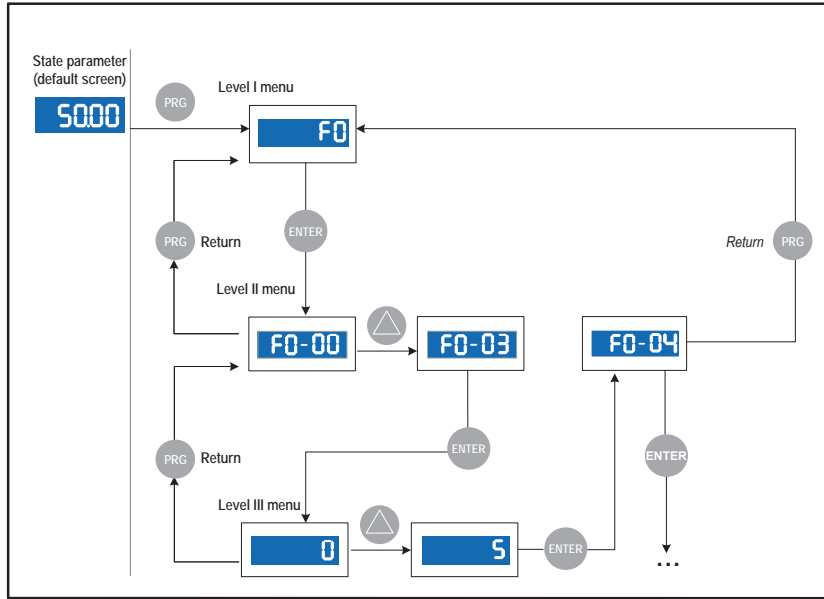 State parameter
(default screen)
50.00
PRG
Level I menu
F0
PRG
Return
ENTER
Return
PRG
Level II menu
F0-00
F0-03
F0-04
PRG
Return
ENTER
ENTER
Level III menu
0
5
ENTER
...